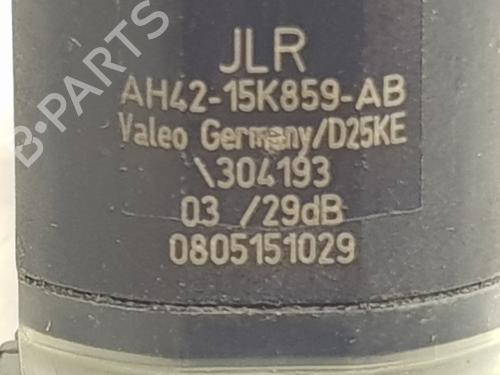 JLR
AH42-15K859-AB
Valeo Germany/D25KE
\304193
03 /29dB
0805151029
B-PARTS